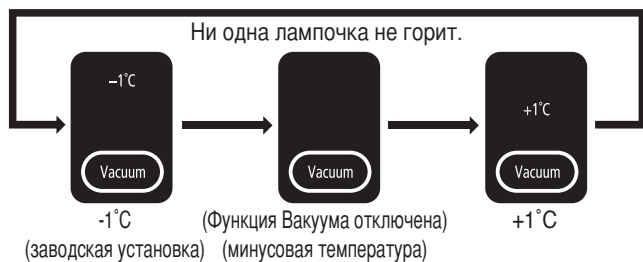 Ни одна лампочка не горит.
–1˚C
+1˚C
Vacuum
Vacuum
Vacuum
-1˚C
(Функция Вакуума отключена)
+1˚C
(заводская установка)
(минусовая температура)